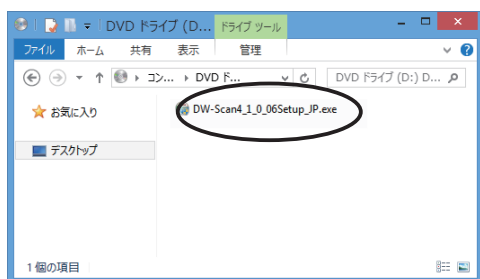 DVD ドライブ (D... ドライブ ツール
ファイル ホーム 共有 表示 管理
コン... DVD ド... DVD ドライブ (D:) D...
お気に入り
DW-Scan4_1_0_06Setup_JP.exe
デスクトップ
1 個の項目